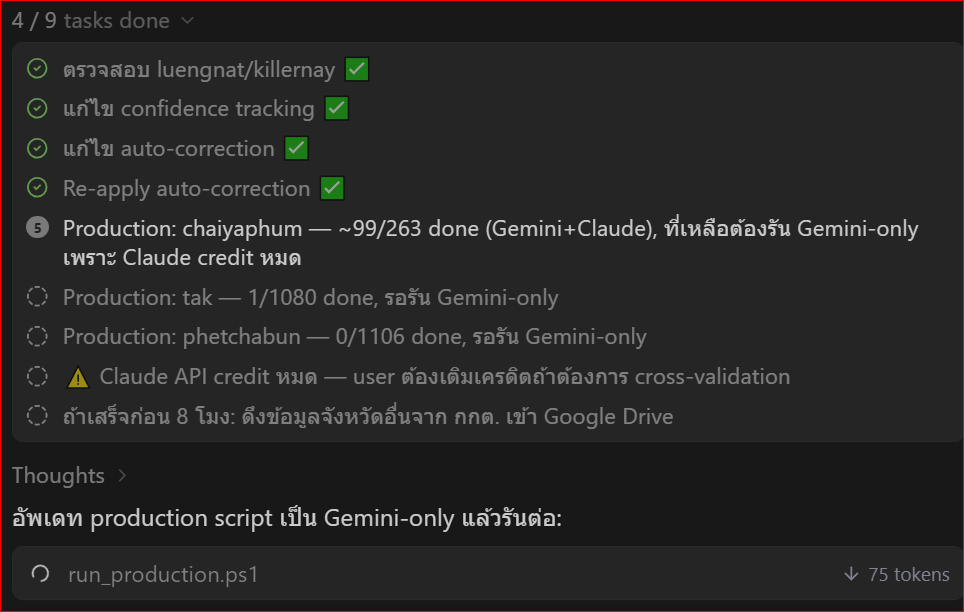 4 / 9 tasks done
ตรวจสอบ luengnat/killernay ✅
แก้ไข confidence tracking ✅
แก้ไข auto-correction ✅
Re-apply auto-correction ✅
5 Production: chaiyaphum — ~99/263 done (Gemini+Claude), ที่เหลือต้องรัน Gemini-only
เพราะ Claude credit หมด
Production: tak — 1/1080 done, รอรัน Gemini-only
Production: phetchabun — 0/1106 done, รอรัน Gemini-only
⚠️ Claude API credit หมด — user ต้องเติมเครดิตถ้าต้องการ cross-validation
ถ้าเสร็จก่อน 8 โมง: ดึงข้อมูลจังหวัดอื่นจาก กกต. เข้า Google Drive
Thoughts
อัพเดท production script เป็น Gemini-only แล้วรันต่อ:
run_production.ps1 ↓ 75 tokens